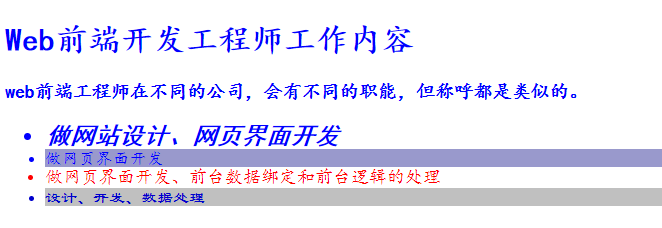 Web前端开发工程师工作内容
web前端工程师在不同的公司，会有不同的职能，但称呼都是类似的。
做网站设计、网页界面开发
做网页界面开发
做网页界面开发、前台数据绑定和前台逻辑的处理
设计、开发、数据处理